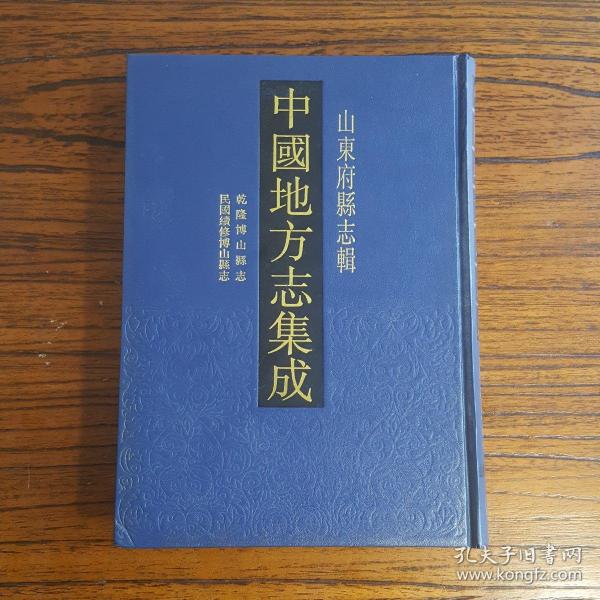 山東府縣志輯
中國地方志集成
乾隆博山縣志
民國續修博山縣志
孔夫子旧书网
www.kongfz.com